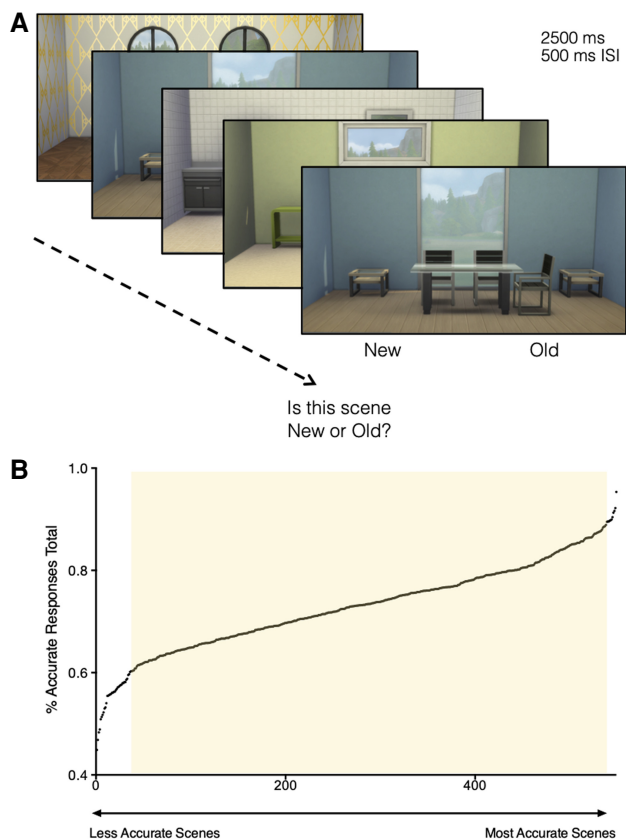 A
2500 ms
500 ms ISI
New Old
Is this scene
New or Old?
B
% Accurate Responses Total
1.0
0.8
0.6
0.4
0 200 400
Less Accurate Scenes Most Accurate Scenes